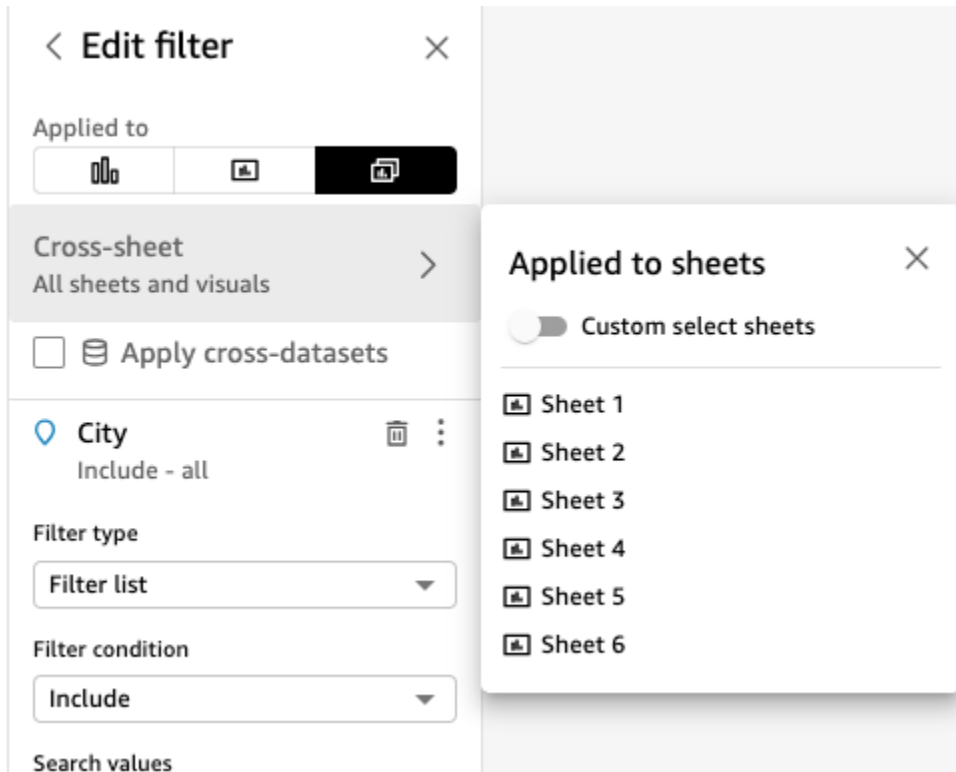 Edit filter
Applied to
Cross-sheet
All sheets and visuals
Apply cross-datasets
City
Include - all
Filter type
Filter list
Filter condition
Include
Search values
Applied to sheets
Custom select sheets
Sheet 1
Sheet 2
Sheet 3
Sheet 4
Sheet 5
Sheet 6